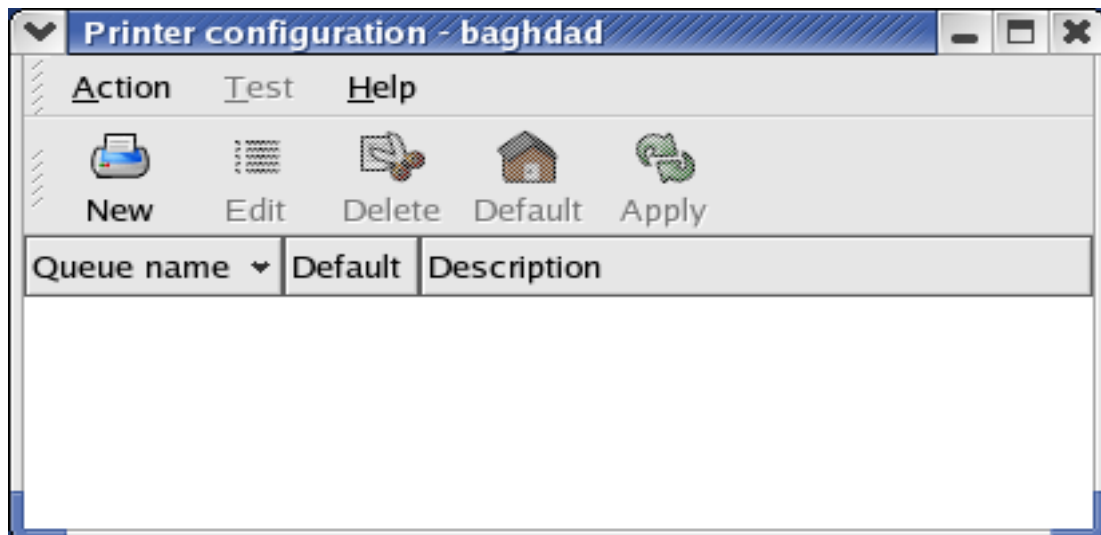 Printer configuration - baghdad
Action Test Help
New Edit Delete Default Apply
Queue name Default Description